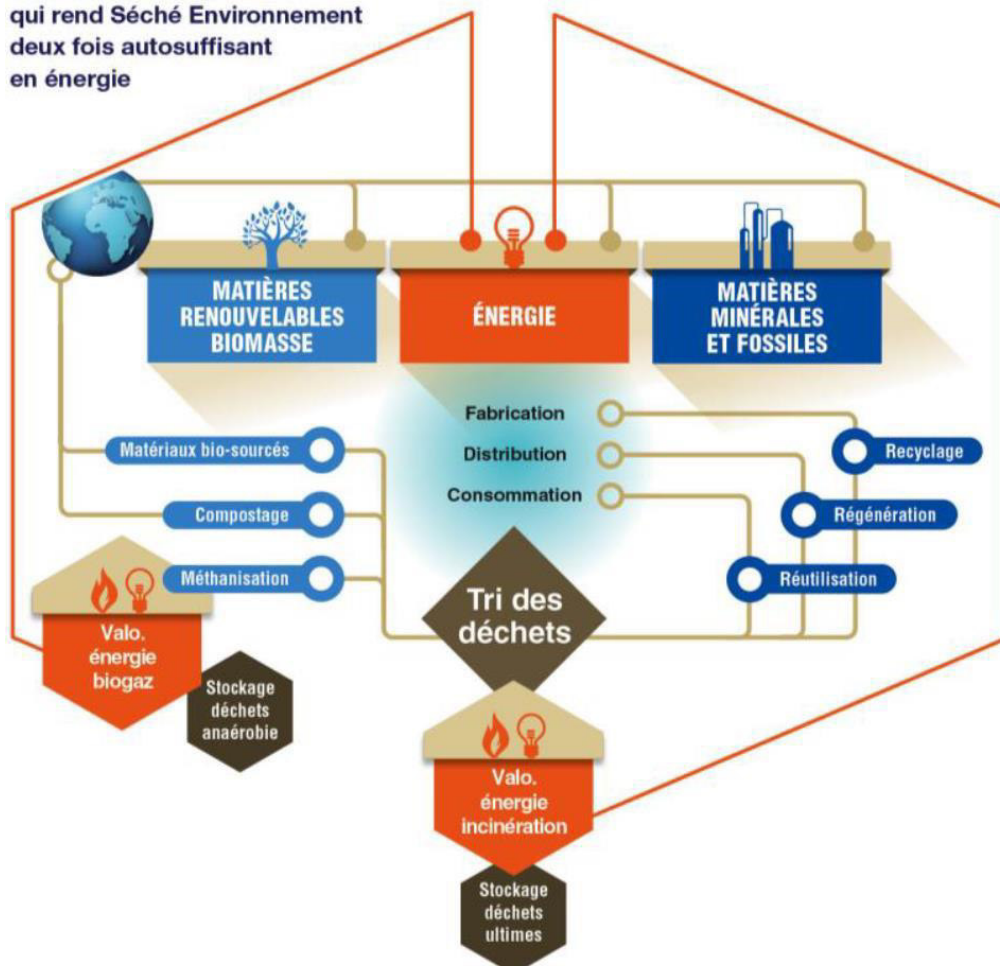 qui rend Séché Environnement
deux fois autosuffisant
en énergie
MATIÈRES
RENOUVELABLES
BIOMASSE
ÉNERGIE
MATIÈRES
MINÉRALES
ET FOSSILES
Fabrication
Distribution
Consommation
Matériaux bio-sourcés
Compostage
Méthanisation
Recyclage
Régénération
Réutilisation
Tri des
déchets
Valo.
énergie
biogaz
Stockage
déchets
anaérobie
Valo.
énergie
incinération
Stockage
déchets
ultimes